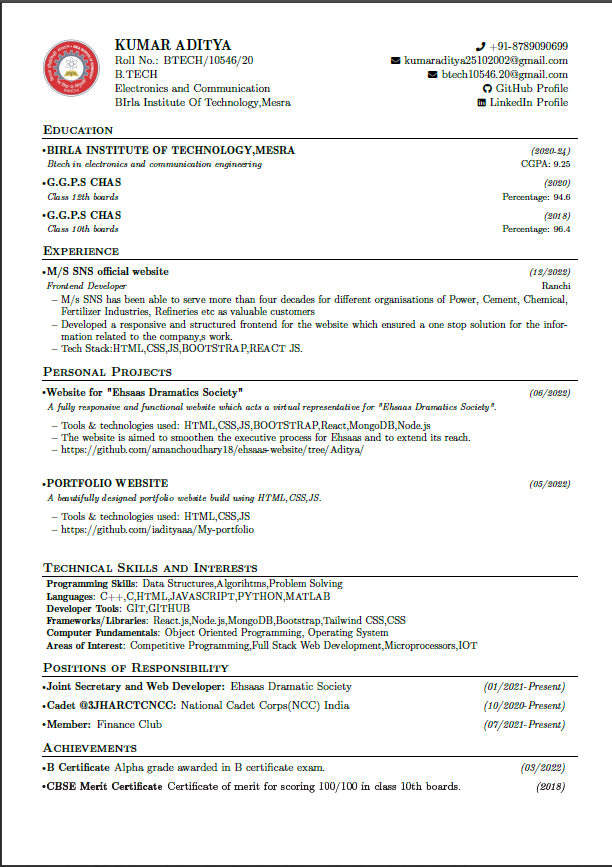 KUMAR ADITYA
Roll No.: BTECH/10546/20
B.TECH
Electronics and Communication
BIrla Institute Of Technology,Mesra
+91-8789090699
kumaraditya25102002@gmail.com
btech10546.20@gmail.com
GitHub Profile
LinkedIn Profile
EDUCATION
•BIRLA INSTITUTE OF TECHNOLOGY,MESRA (2020-24)
Btech in electronics and communication engineering CGPA: 9.25
•G.G.P.S CHAS (2020)
Class 12th boards Percentage: 94.6
•G.G.P.S CHAS (2018)
Class 10th boards Percentage: 96.4
EXPERIENCE
•M/S SNS official website (12/2022)
Frontend Developer Ranchi
– M/s SNS has been able to serve more than four decades for different organisations of Power, Cement, Chemical,
Fertilizer Industries, Refineries etc as valuable customers
– Developed a responsive and structured frontend for the website which ensured a one stop solution for the infor-
mation related to the company,s work.
– Tech Stack:HTML,CSS,JS,BOOTSTRAP,REACT JS.
PERSONAL PROJECTS
•Website for "Ehsaas Dramatics Society" (06/2022)
A fully responsive and functional website which acts a virtual representative for "Ehsaas Dramatics Society".
– Tools & technologies used: HTML,CSS,JS,BOOTSTRAP,React,MongoDB,Node.js
– The website is aimed to smoothen the executive process for Ehsaas and to extend its reach.
– https://github.com/amanchoudhary18/ehsaas-website/tree/Aditya/
•PORTFOLIO WEBSITE (05/2022)
A beautifully designed portfolio website build using HTML,CSS,JS.
– Tools & technologies used: HTML,CSS,JS
– https://github.com/iadityaaa/My-portfolio
TECHNICAL SKILLS AND INTERESTS
Programming Skills: Data Structures,Algorihtms,Problem Solving
Languages: C++,C,HTML,JAVASCRIPT,PYTHON,MATLAB
Developer Tools: GIT,GITHUB
Frameworks/Libraries: React.js,Node.js,MongoDB,Bootstrap,Tailwind CSS,CSS
Computer Fundamentals: Object Oriented Programming, Operating System
Areas of Interest: Competitive Programming,Full Stack Web Development,Microprocessors,IOT
POSITIONS OF RESPONSIBILITY
•Joint Secretary and Web Developer: Ehsaas Dramatic Society (01/2021-Present)
•Cadet @3JHARCTCNCC: National Cadet Corps(NCC) India (10/2020-Present)
•Member: Finance Club (07/2021-Present)
ACHIEVEMENTS
•B Certificate Alpha grade awarded in B certificate exam. (03/2022)
•CBSE Merit Certificate Certificate of merit for scoring 100/100 in class 10th boards. (2018)